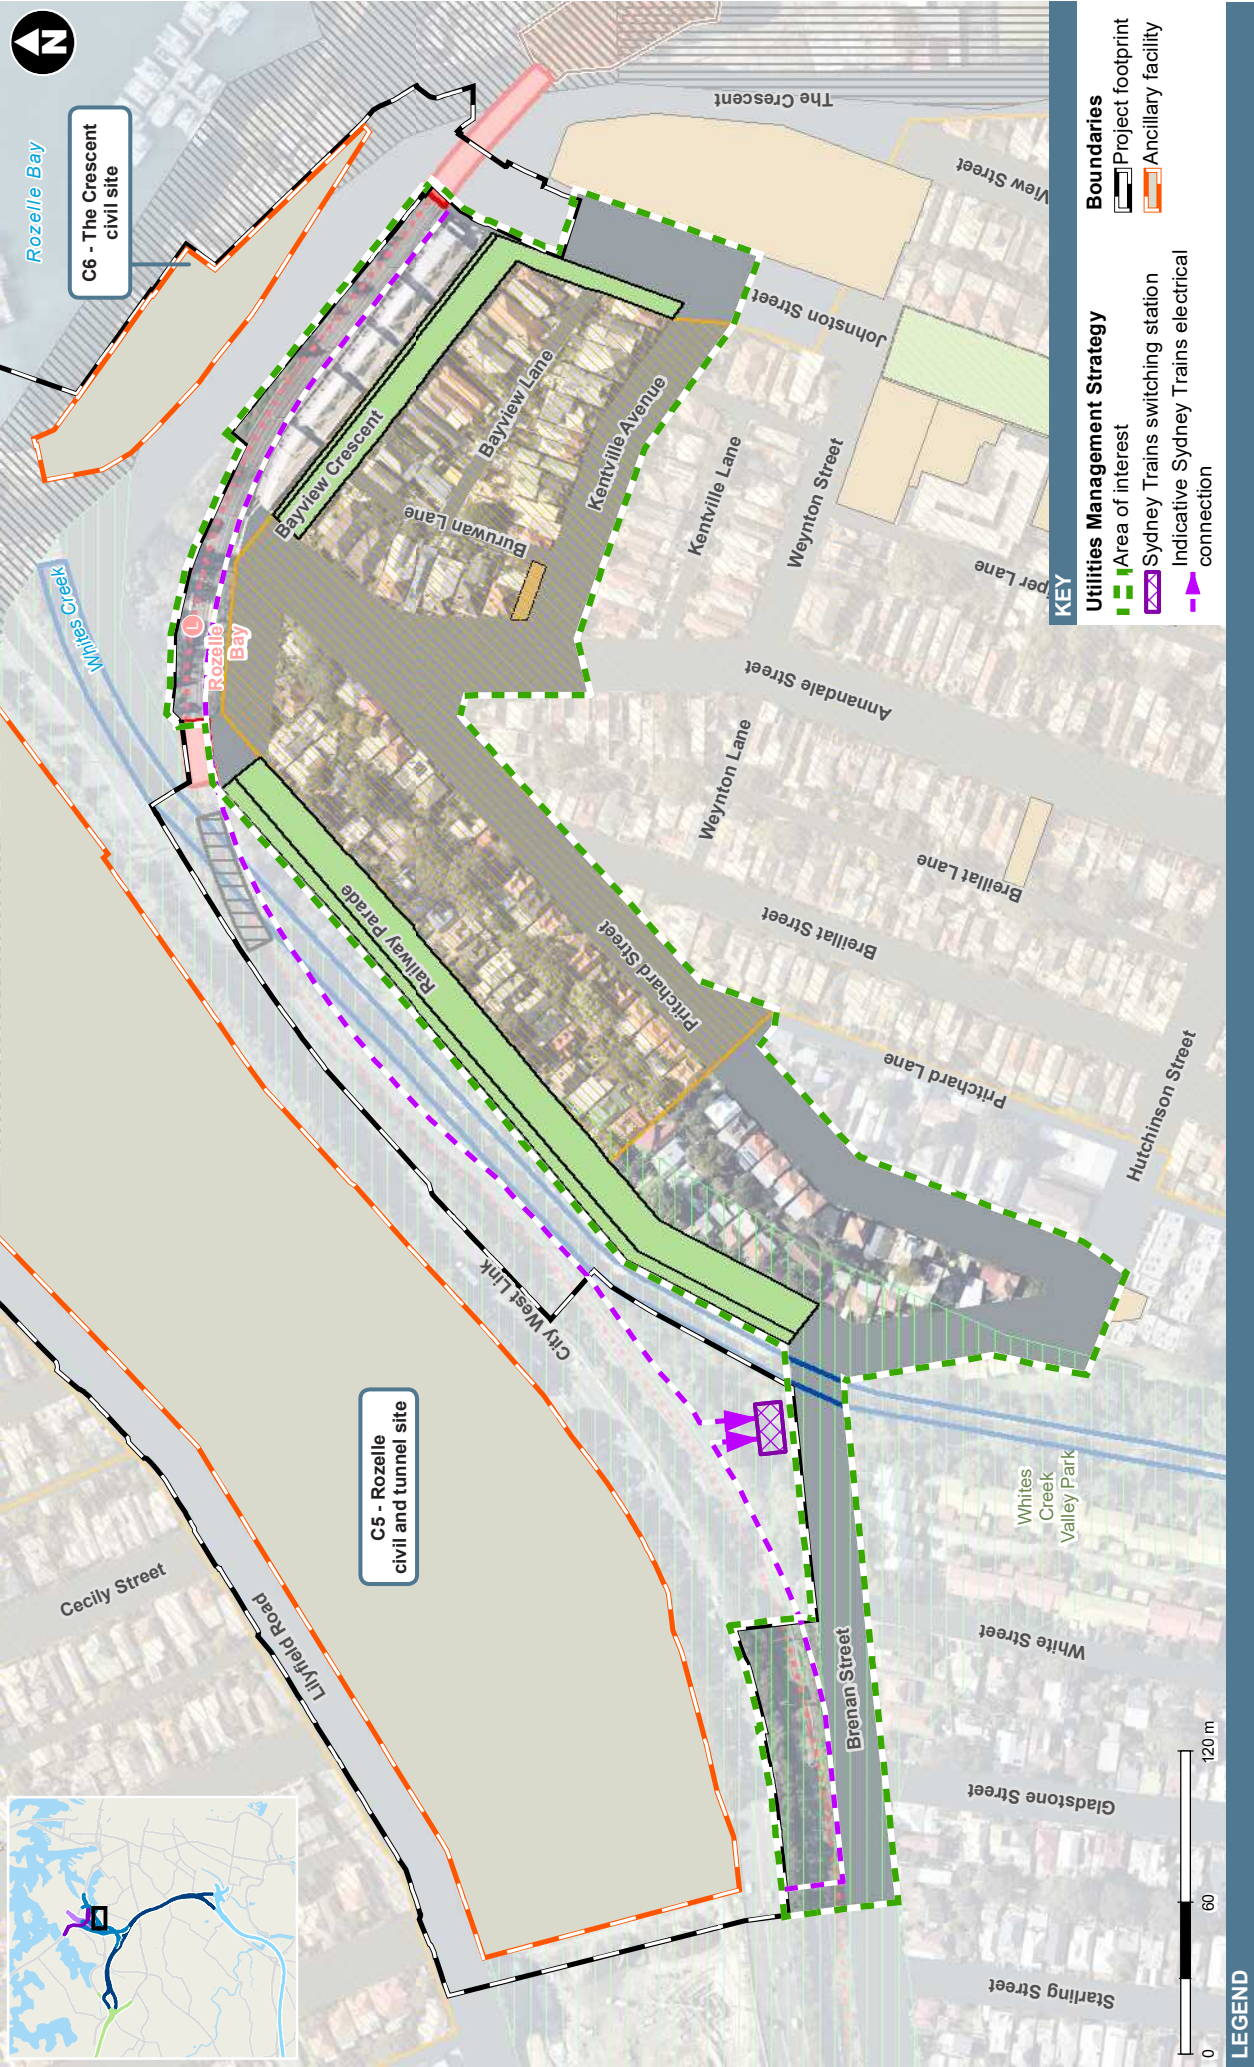 N
Rozelle Bay
C6 - The Crescent
civil site
The Crescent
View Street
Johnston Street
Whites Creek
L
Rozelle
Bay
Bayview Crescent
Bayview Lane
Buruwan Lane
Kentville Avenue
Kentville Lane
Weynton Street
per Lane
Annandale Street
Weynton Lane
Railway Parade
Pritchard Street
Breillat Street
Breillat Lane
Pritchard Lane
Hutchinson Street
City West Link
C5 - Rozelle
civil and tunnel site
Lilyfield Road
Cecily Street
Whites
Creek
Valley Park
Brenan Street
White Street
Gladstone Street
Starling Street
0
60
120 m
KEY
Utilities Management Strategy
Area of interest
Sydney Trains switching station
Indicative Sydney Trains electrical
connection
Boundaries
Project footprint
Ancillary facility
LEGEND